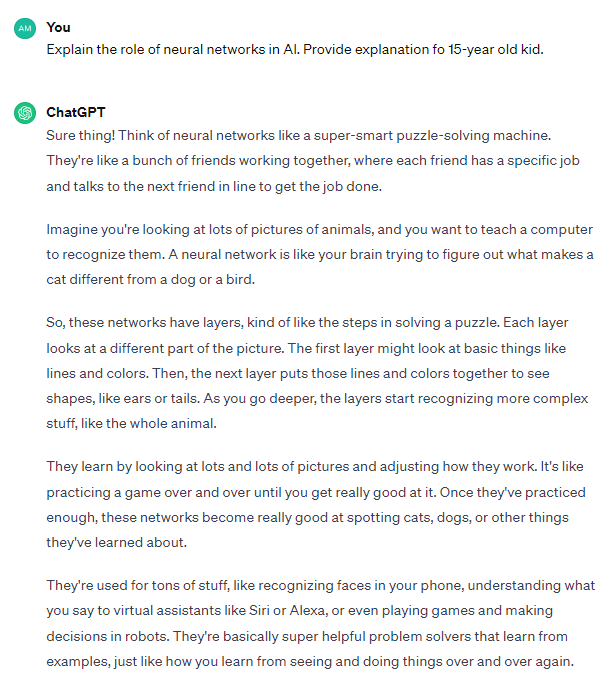 AM
You
Explain the role of neural networks in AI. Provide explanation fo 15-year old kid.
ChatGPT
Sure thing! Think of neural networks like a super-smart puzzle-solving machine.
They're like a bunch of friends working together, where each friend has a specific job
and talks to the next friend in line to get the job done.
Imagine you're looking at lots of pictures of animals, and you want to teach a computer
to recognize them. A neural network is like your brain trying to figure out what makes a
cat different from a dog or a bird.
So, these networks have layers, kind of like the steps in solving a puzzle. Each layer
looks at a different part of the picture. The first layer might look at basic things like
lines and colors. Then, the next layer puts those lines and colors together to see
shapes, like ears or tails. As you go deeper, the layers start recognizing more complex
stuff, like the whole animal.
They learn by looking at lots and lots of pictures and adjusting how they work. It's like
practicing a game over and over until you get really good at it. Once they've practiced
enough, these networks become really good at spotting cats, dogs, or other things
they've learned about.
They're used for tons of stuff, like recognizing faces in your phone, understanding what
you say to virtual assistants like Siri or Alexa, or even playing games and making
decisions in robots. They're basically super helpful problem solvers that learn from
examples, just like how you learn from seeing and doing things over and over again.